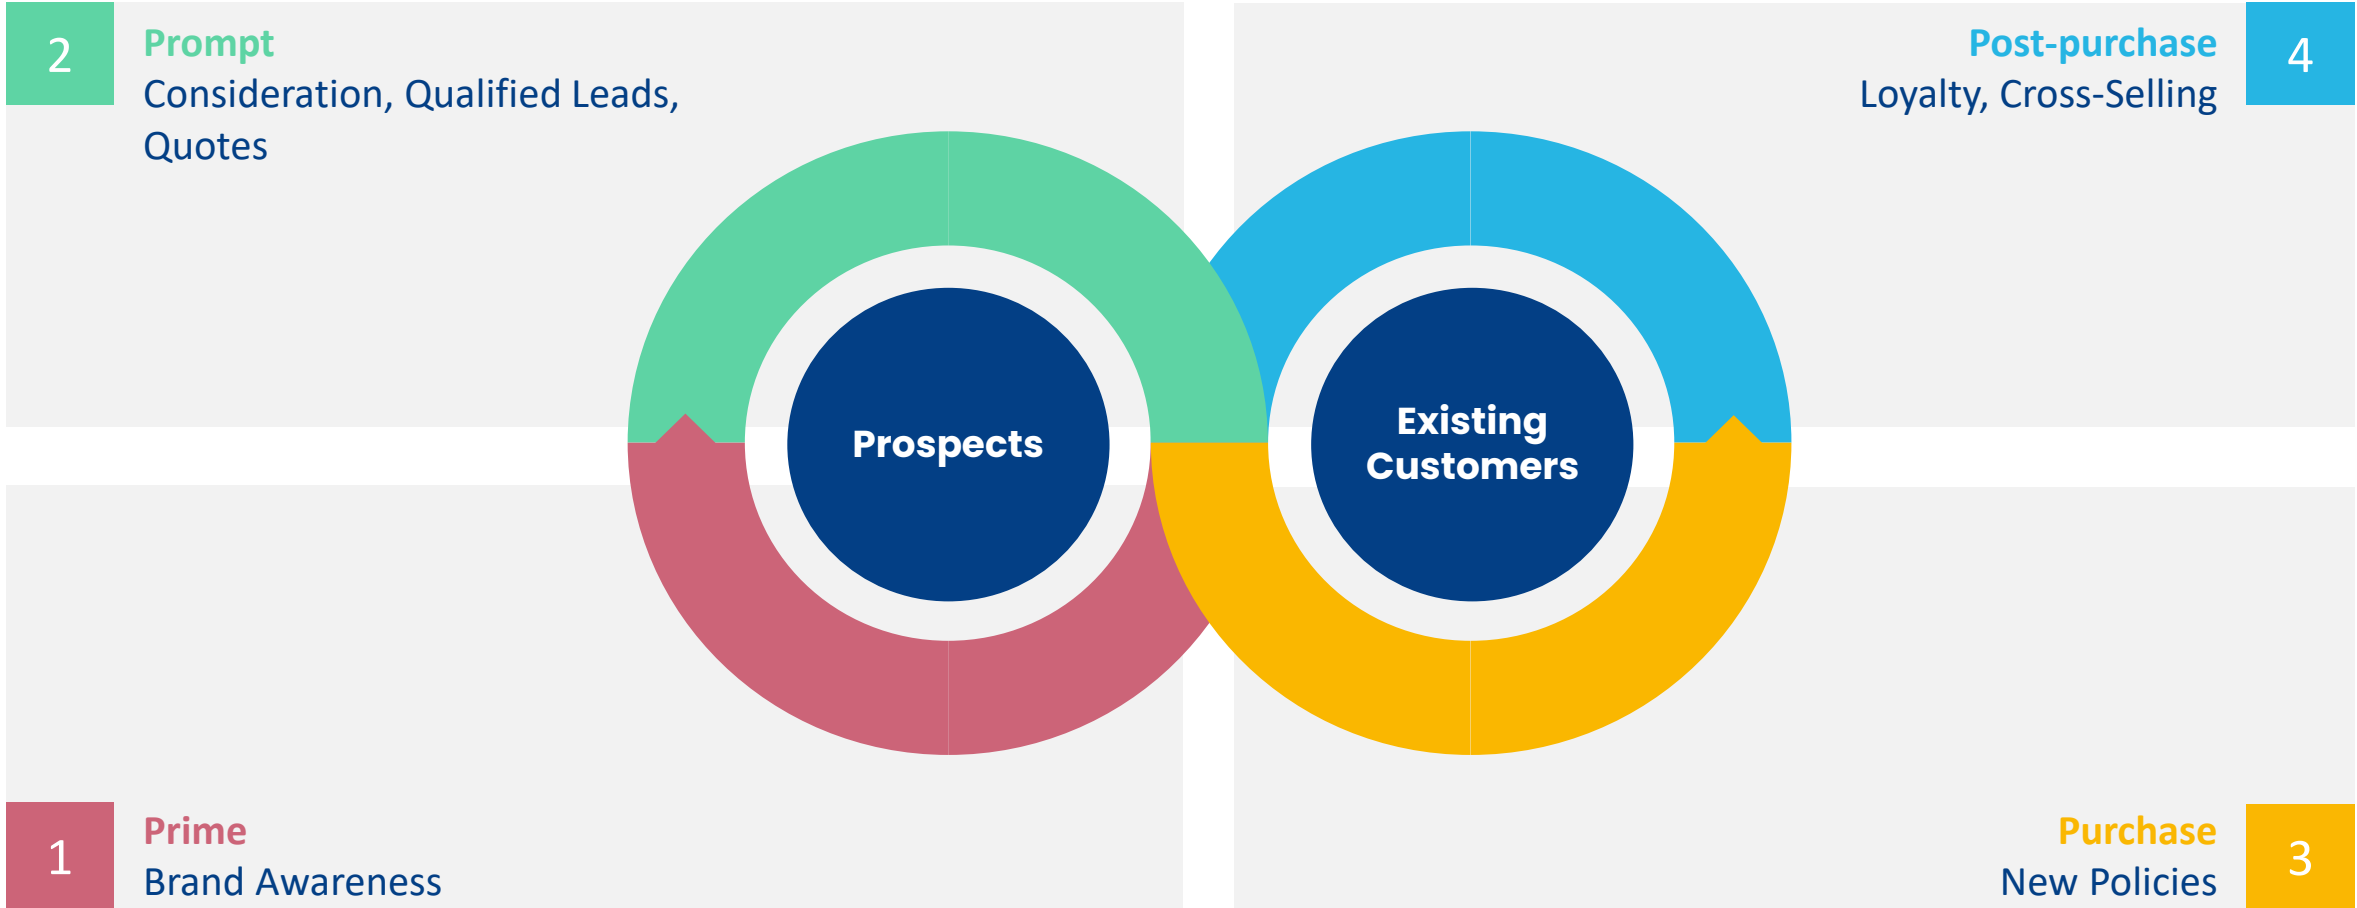 2
Prompt
Consideration, Qualified Leads,
Quotes
Post-purchase
Loyalty, Cross-Selling
4
Prospects
Existing
Customers
1
Prime
Brand Awareness
Purchase
New Policies
3